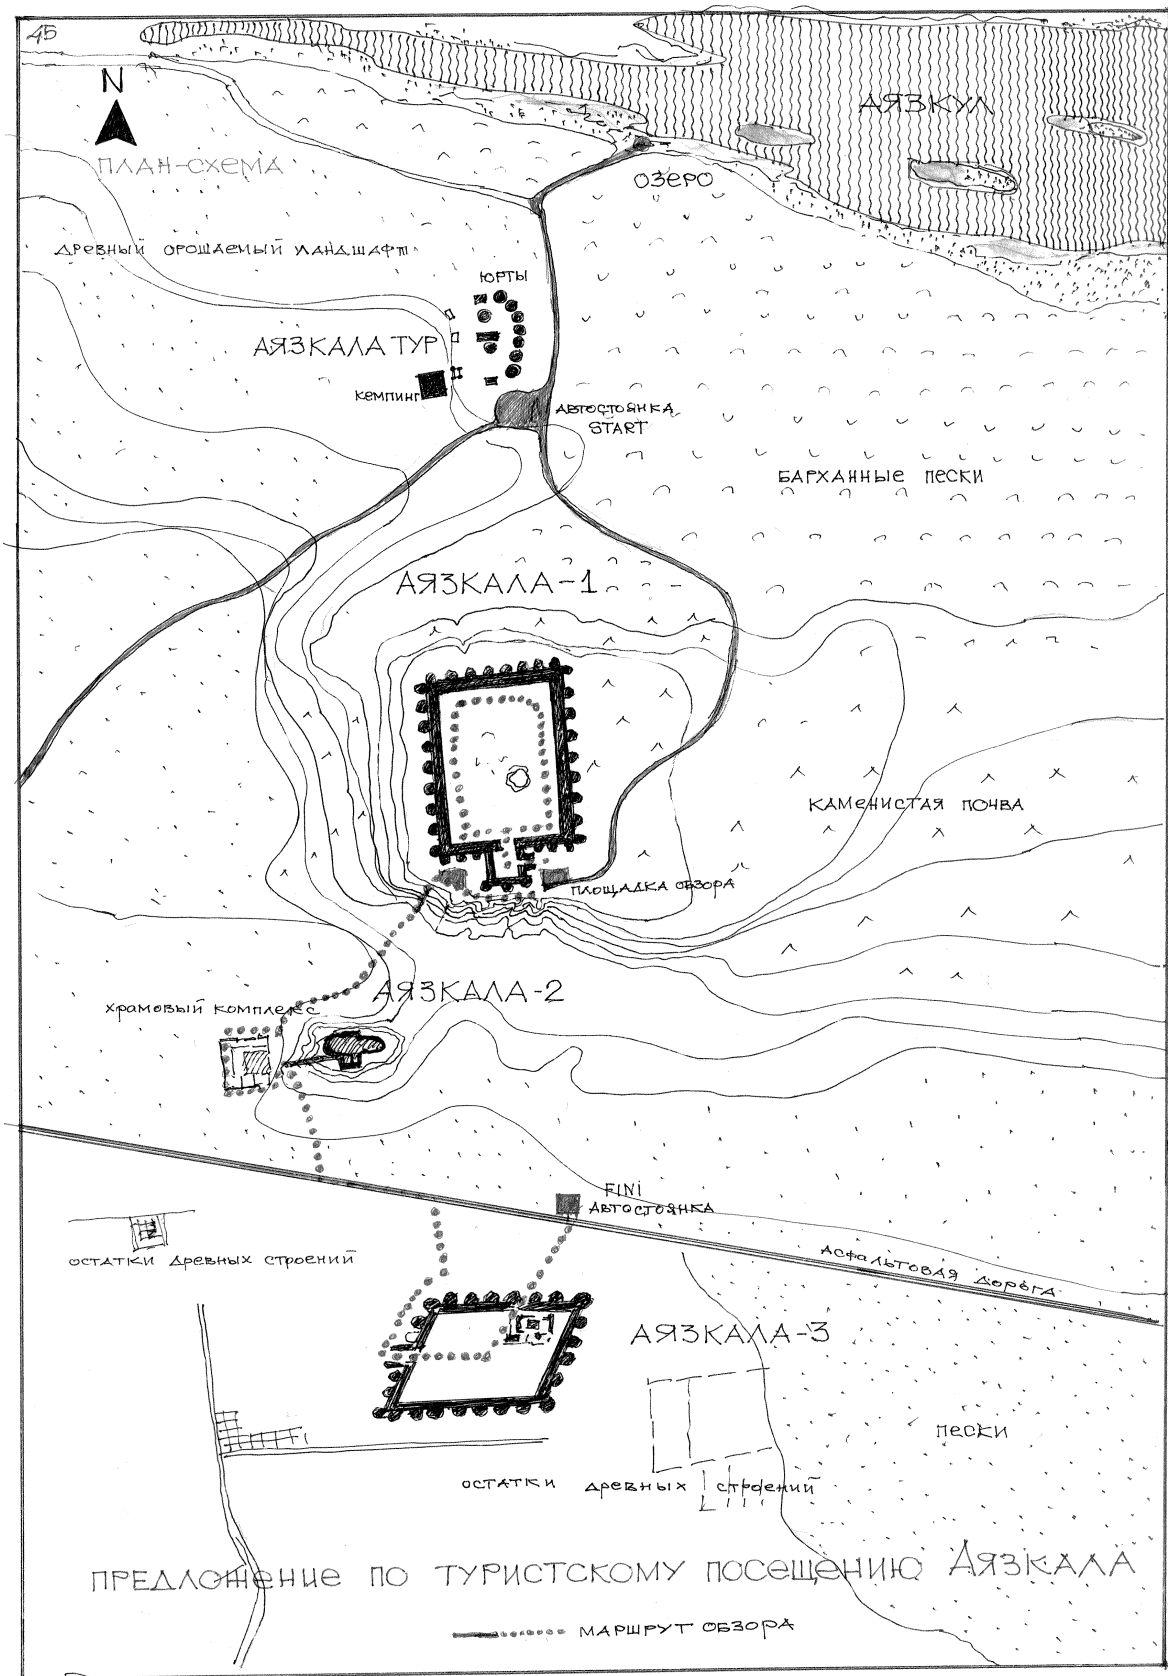 45
N
ПЛАН-СХЕМА
АЯЗКУЛ
ОЗЕРО
ДРЕВНЫЙ ОРОШАЕМЫЙ ЛАНДШАФТ
ЮРТЫ
АЯЗКАЛА ТУР
КЕМПИНГ
АВТОСТОЯНКА
START
БАРХАННЫЕ ПЕСКИ
АЯЗКАЛА-1
КАМЕНИСТАЯ ПОЧВА
ПЛОЩАДКА ОБЗОРА
АЯЗКАЛА-2
ХРАМОВЫЙ КОМПЛЕКС
FINI
АВТОСТОЯНКА
ОСТАТКИ ДРЕВНЫХ СТРОЕНИЙ
АСФАЛЬТОВАЯ ДОРОГА
АЯЗКАЛА-3
ПЕСКИ
ОСТАТКИ ДРЕВНЫХ СТРОЕНИЙ
ПРЕДЛОЖЕНИЕ ПО ТУРИСТСКОМУ ПОСЕЩЕНИЮ АЯЗКАЛА
МАРШРУТ ОБЗОРА